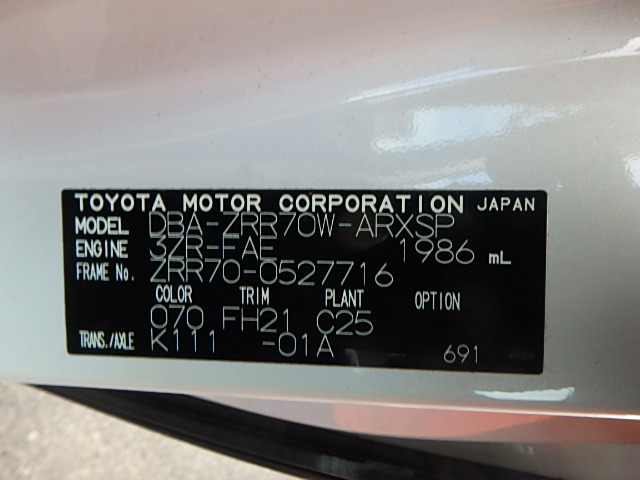 TOYOTA MOTOR CORPORATION JAPAN
MODEL DBA-ZRR70W-ARXSP
ENGINE 3ZR-FAE 1986 mL
FRAME No. ZRR70-0527716
COLOR TRIM PLANT OPTION
070 FH21 C25
TRANS./AXLE K111 -01A 691